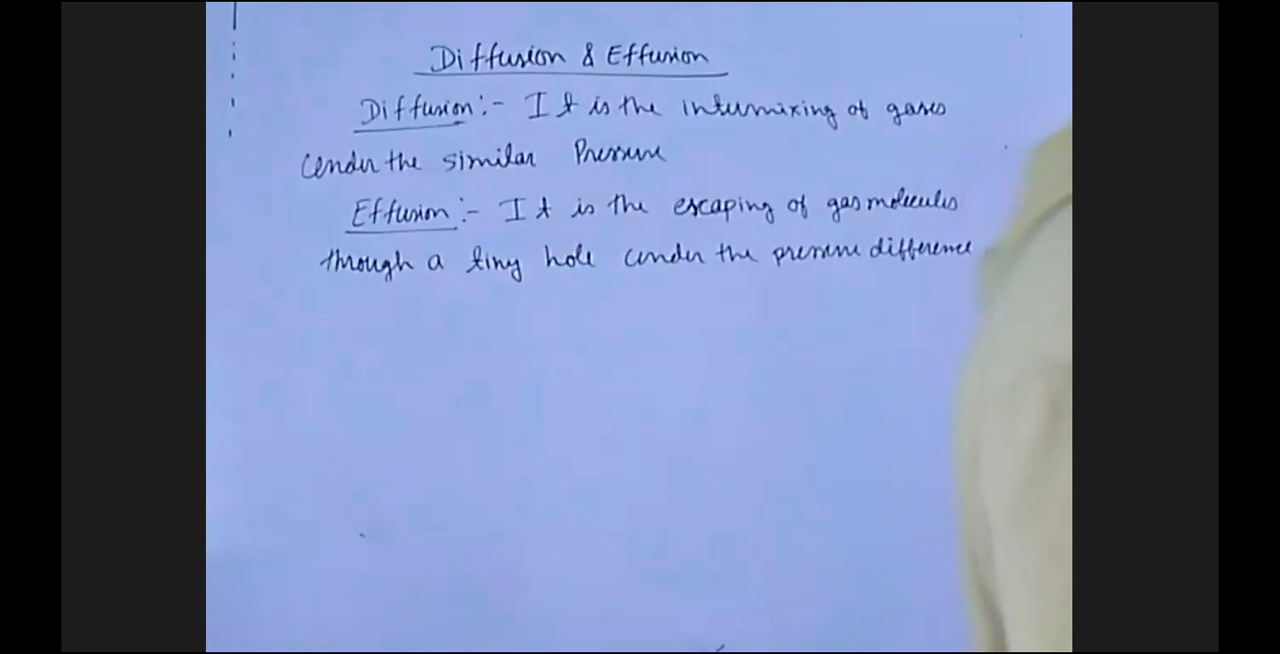 Diffusion & Effusion
Diffusion :- It is the intermixing of gases
under the similar Pressure
Effusion :- It is the escaping of gas molecules
through a tiny hole under the pressure difference